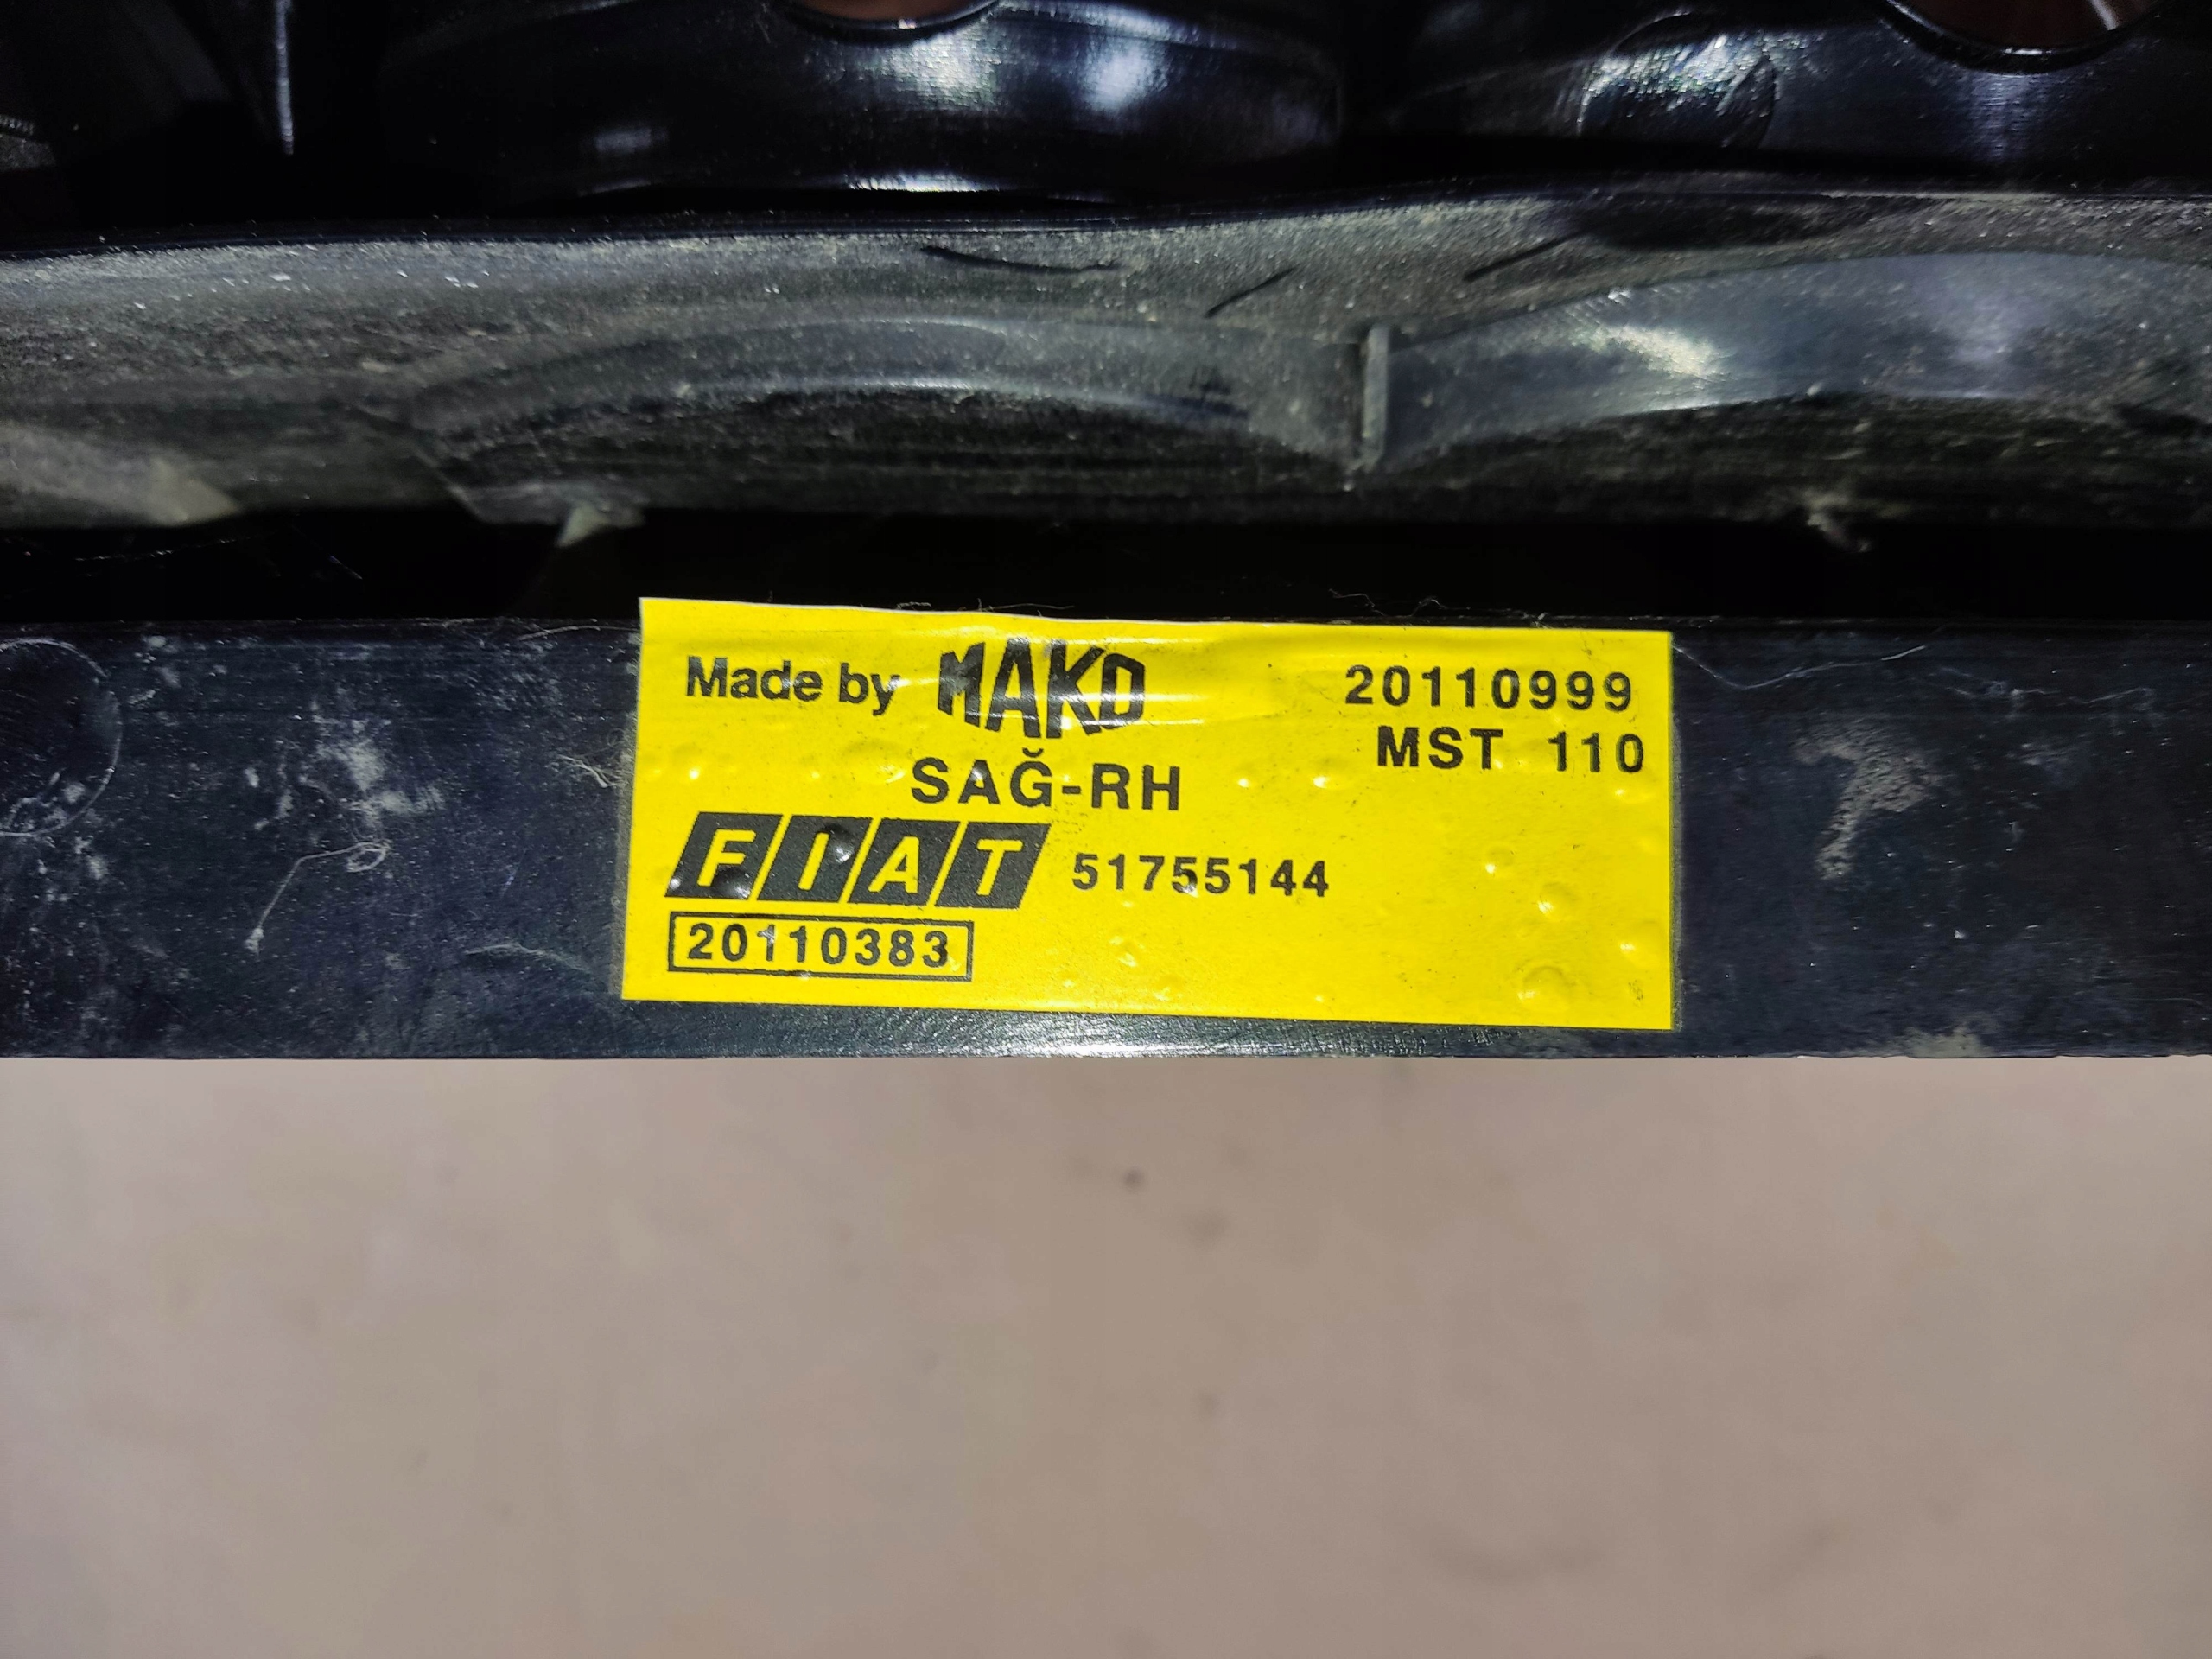 Made by MAKO 20110999
MST 110
SAĞ-RH
FIAT 51755144
20110383